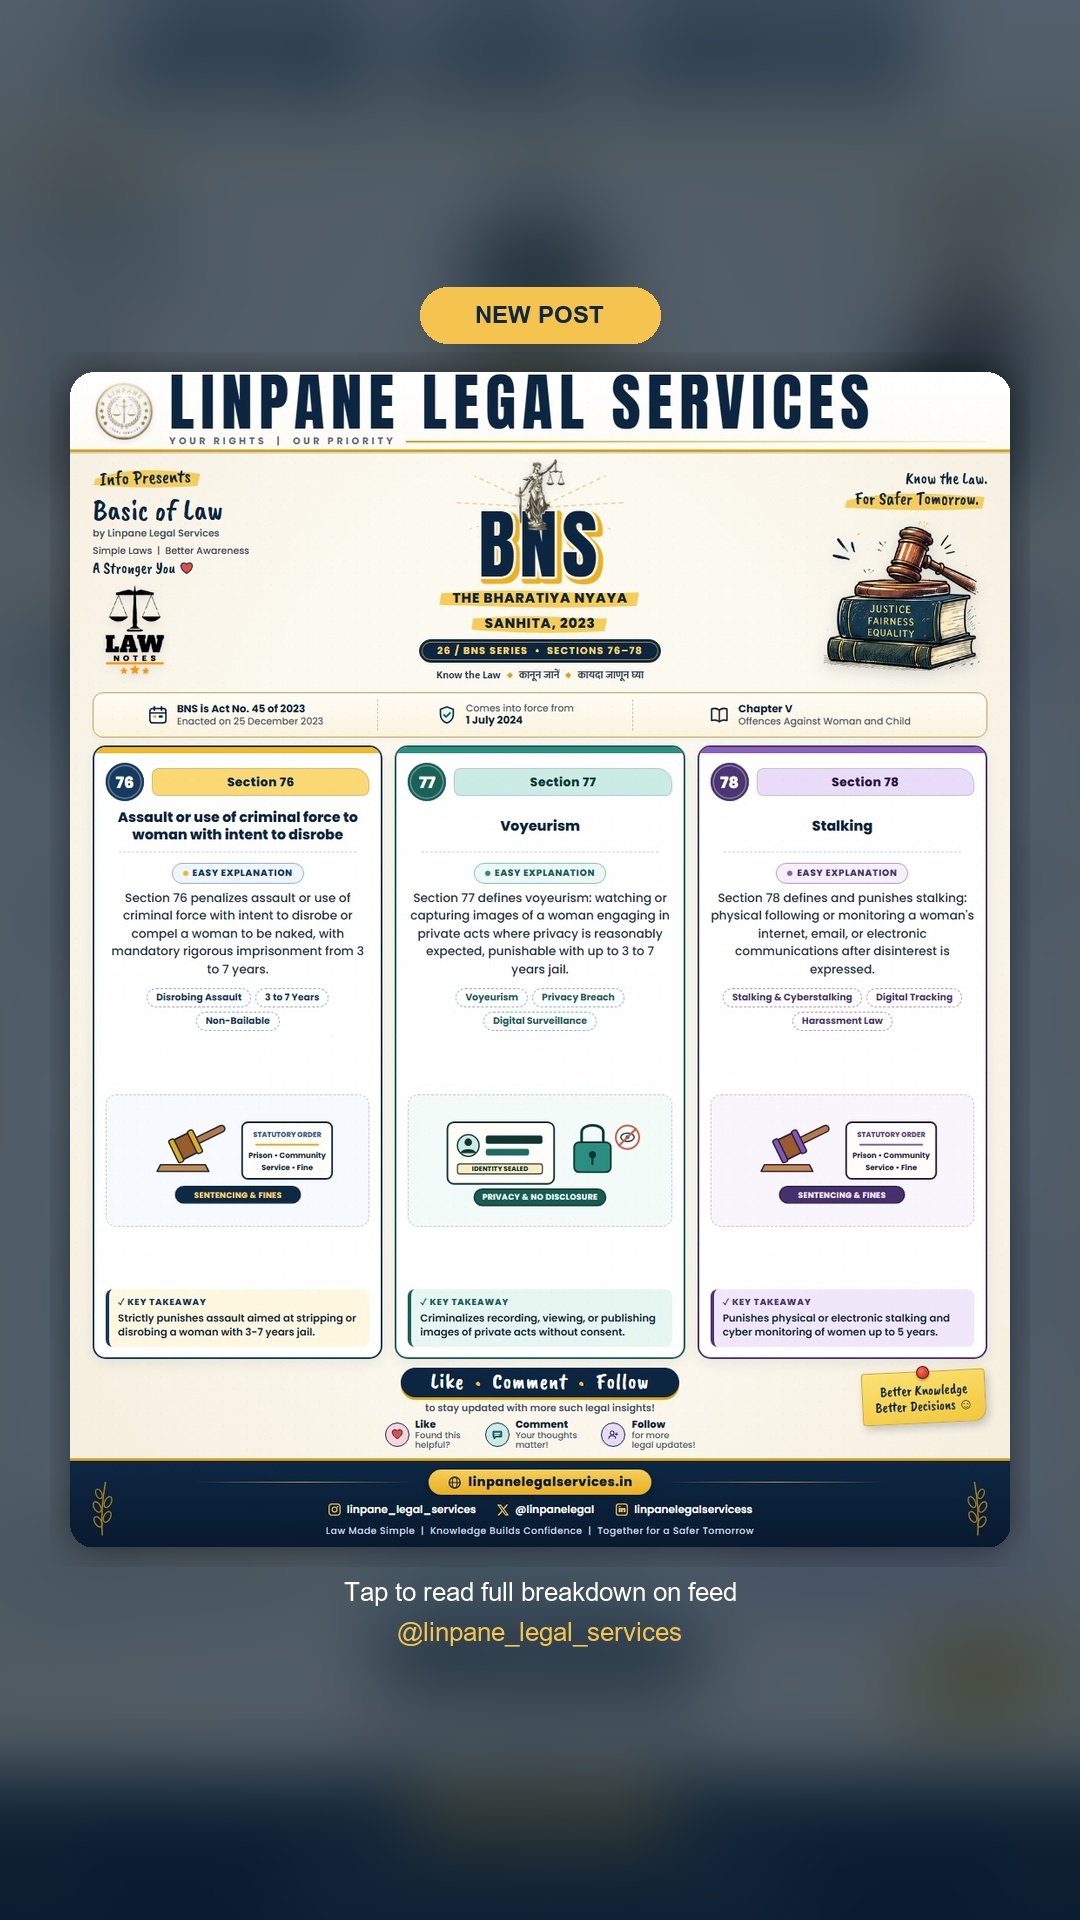 NEW POST
LINPANE LEGAL SERVICES
YOUR RIGHTS | OUR PRIORITY
Info Presents
Basic of Law
by Linpane Legal Services
Simple Laws | Better Awareness
A Stronger You
LAW
NOTES
BNS
THE BHARATIYA NYAYA
SANHITA, 2023
26 / BNS SERIES • SECTIONS 76–78
Know the Law ◆ कानून जानें ◆ कायदा जाणून घ्या
Know the Law.
For Safer Tomorrow.
JUSTICE
FAIRNESS
EQUALITY
BNS is Act No. 45 of 2023
Enacted on 25 December 2023
Comes into force from
1 July 2024
Chapter V
Offences Against Woman and Child
76
Section 76
Assault or use of criminal force to
woman with intent to disrobe
EASY EXPLANATION
Section 76 penalizes assault or use of
criminal force with intent to disrobe or
compel a woman to be naked, with
mandatory rigorous imprisonment from 3
to 7 years.
Disrobing Assault
3 to 7 Years
Non-Bailable
STATUTORY ORDER
Prison • Community
Service • Fine
SENTENCING & FINES
✓ KEY TAKEAWAY
Strictly punishes assault aimed at stripping or
disrobing a woman with 3-7 years jail.
77
Section 77
Voyeurism
EASY EXPLANATION
Section 77 defines voyeurism: watching or
capturing images of a woman engaging in
private acts where privacy is reasonably
expected, punishable with up to 3 to 7
years jail.
Voyeurism
Privacy Breach
Digital Surveillance
IDENTITY SEALED
PRIVACY & NO DISCLOSURE
✓ KEY TAKEAWAY
Criminalizes recording, viewing, or publishing
images of private acts without consent.
78
Section 78
Stalking
EASY EXPLANATION
Section 78 defines and punishes stalking:
physical following or monitoring a woman's
internet, email, or electronic
communications after disinterest is
expressed.
Stalking & Cyberstalking
Digital Tracking
Harassment Law
STATUTORY ORDER
Prison • Community
Service • Fine
SENTENCING & FINES
✓ KEY TAKEAWAY
Punishes physical or electronic stalking and
cyber monitoring of women up to 5 years.
Like • Comment • Follow
to stay updated with more such legal insights!
Like
Found this
helpful?
Comment
Your thoughts
matter!
Follow
for more
legal updates!
Better Knowledge
Better Decisions ☺
linpanelegalservices.in
linpane_legal_services
@linpanelegal
linpanelegalservicess
Law Made Simple | Knowledge Builds Confidence | Together for a Safer Tomorrow
Tap to read full breakdown on feed
@linpane_legal_services